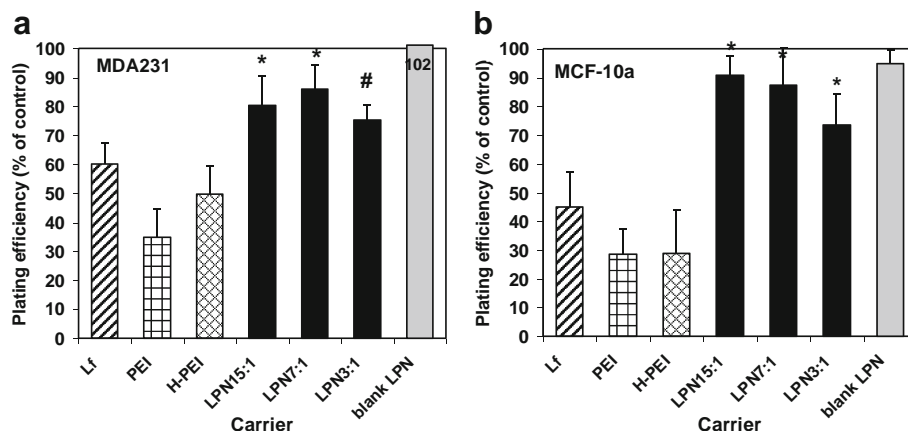 a
MDA231
102
* * #
Plating efficiency (% of control)
100
90
80
70
60
50
40
30
20
10
0
Lf PEI H-PEI LPN15:1 LPN7:1 LPN3:1 blank LPN
Carrier
b
MCF-10a
* * *
Plating efficiency (% of control)
100
90
80
70
60
50
40
30
20
10
0
Lf PEI H-PEI LPN15:1 LPN7:1 LPN3:1 blank LPN
Carrier